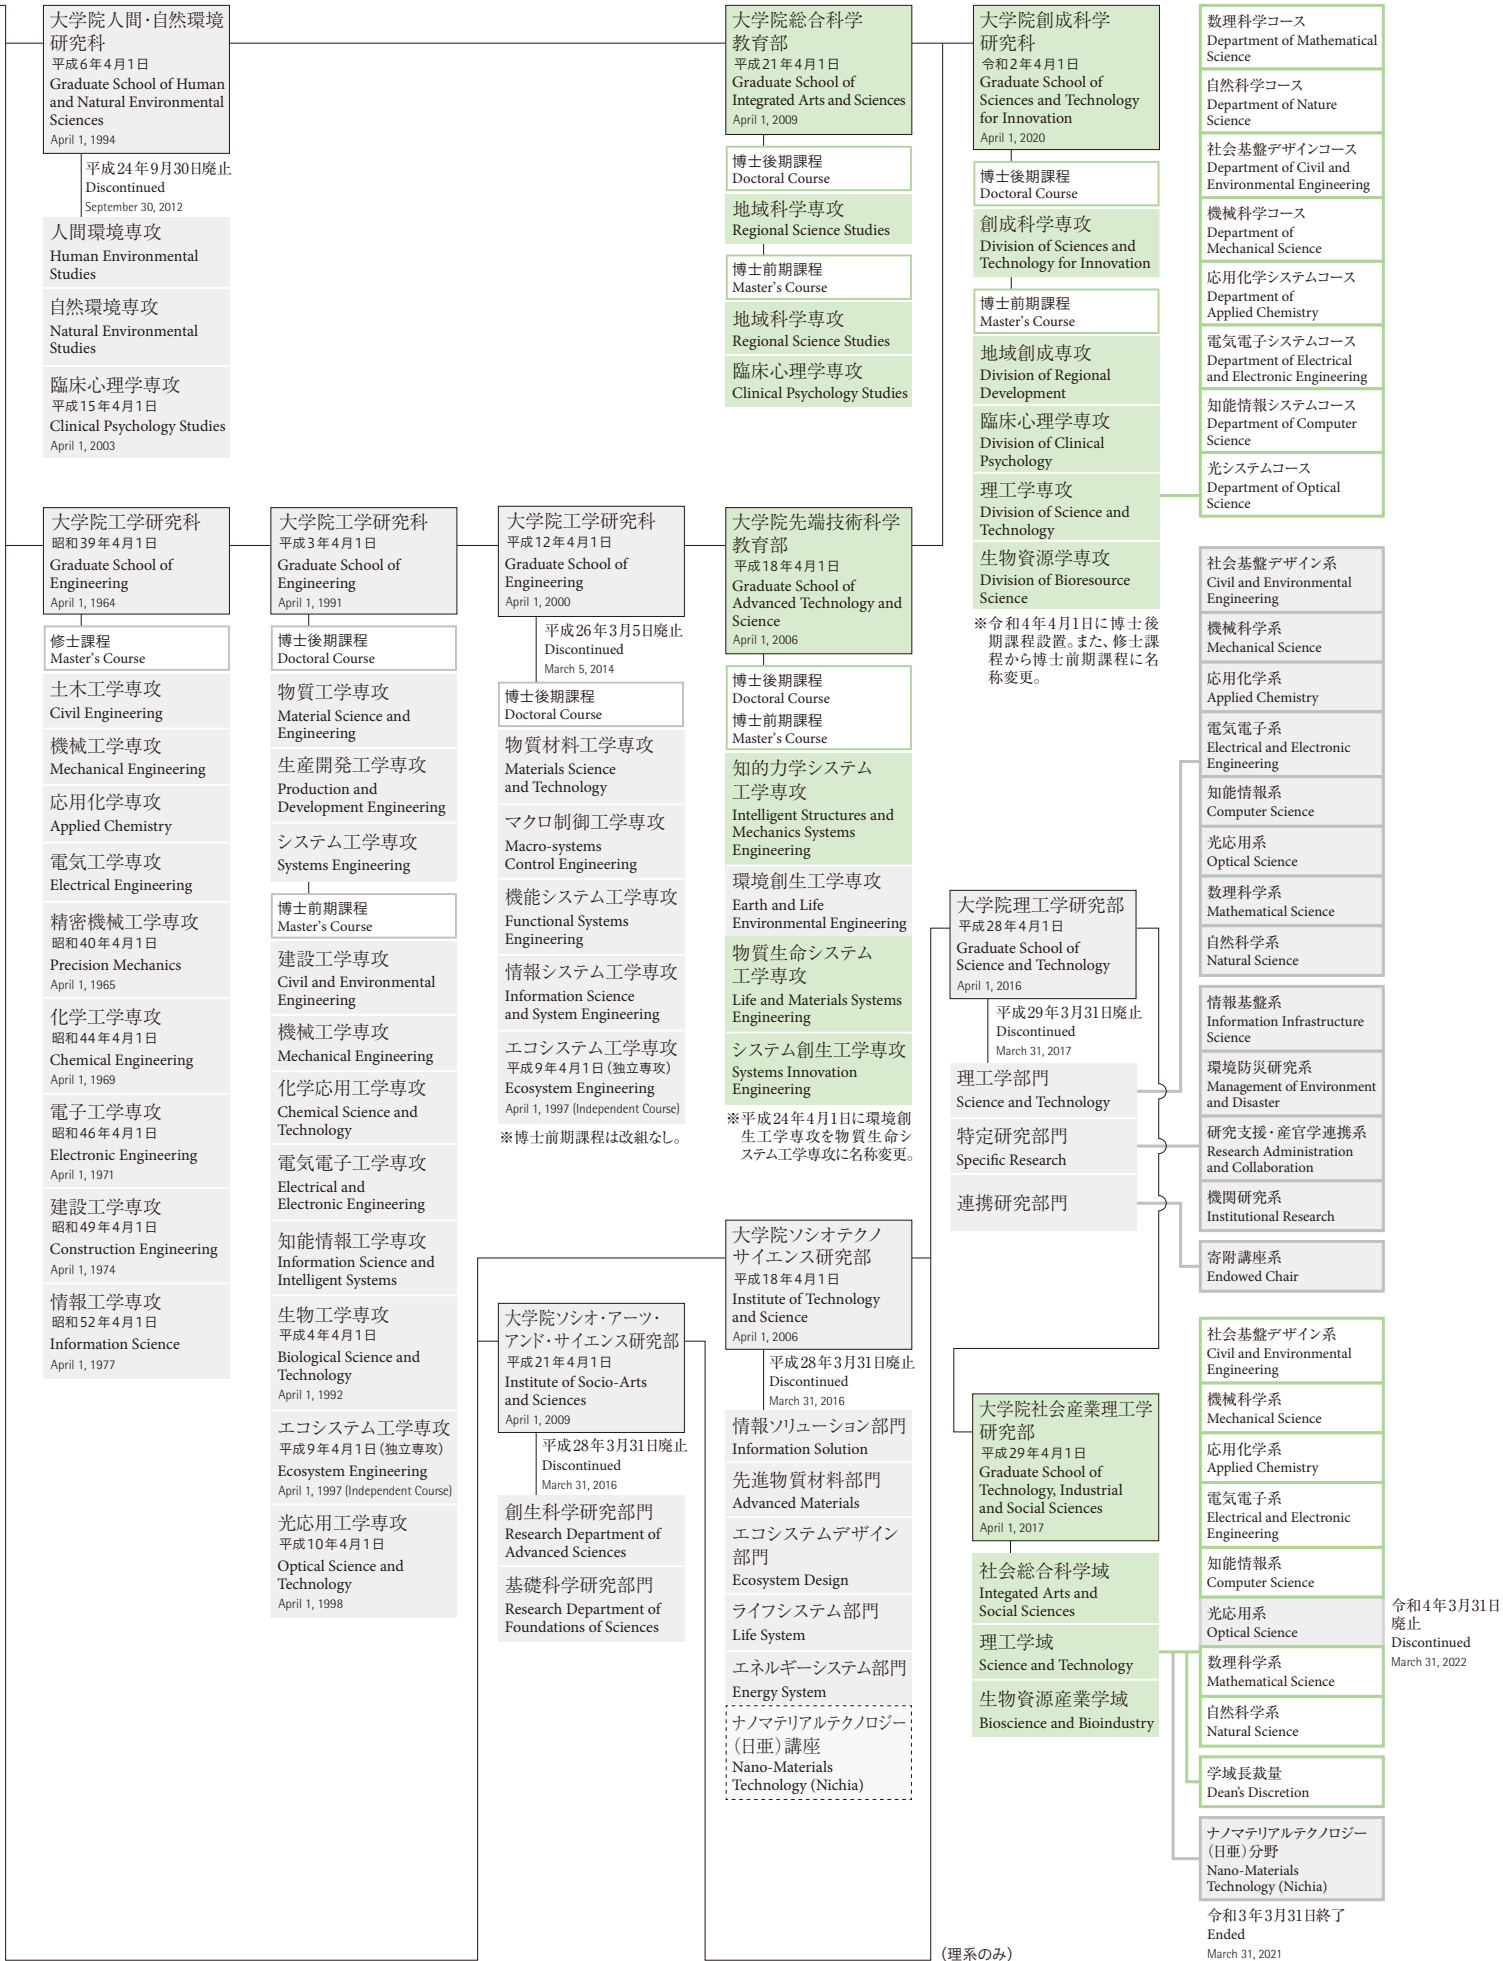 大学院人間・自然環境
研究科
平成6年4月1日
Graduate School of Human
and Natural Environmental
Sciences
April 1, 1994
平成24年9月30日廃止
Discontinued
September 30, 2012
人間環境専攻
Human Environmental
Studies
自然環境専攻
Natural Environmental
Studies
臨床心理学専攻
平成15年4月1日
Clinical Psychology Studies
April 1, 2003
大学院総合科学
教育部
平成21年4月1日
Graduate School of
Integrated Arts and Sciences
April 1, 2009
博士後期課程
Doctoral Course
地域科学専攻
Regional Science Studies
博士前期課程
Master's Course
地域科学専攻
Regional Science Studies
臨床心理学専攻
Clinical Psychology Studies
大学院創成科学
研究科
令和2年4月1日
Graduate School of
Sciences and Technology
for Innovation
April 1, 2020
博士後期課程
Doctoral Course
創成科学専攻
Division of Sciences and
Technology for Innovation
博士前期課程
Master's Course
地域創成専攻
Division of Regional
Development
臨床心理学専攻
Division of Clinical
Psychology
理工学専攻
Division of Science and
Technology
生物資源学専攻
Division of Bioresource
Science
※令和4年4月1日に博士後
期課程設置。また、修士課
程から博士前期課程に名
称変更。
数理科学コース
Department of Mathematical
Science
自然科学コース
Department of Nature
Science
社会基盤デザインコース
Department of Civil and
Environmental Engineering
機械科学コース
Department of
Mechanical Science
応用化学システムコース
Department of
Applied Chemistry
電気電子システムコース
Department of Electrical
and Electronic Engineering
知能情報システムコース
Department of Computer
Science
光システムコース
Department of Optical
Science
大学院工学研究科
昭和39年4月1日
Graduate School of
Engineering
April 1, 1964
修士課程
Master's Course
土木工学専攻
Civil Engineering
機械工学専攻
Mechanical Engineering
応用化学専攻
Applied Chemistry
電気工学専攻
Electrical Engineering
精密機械工学専攻
昭和40年4月1日
Precision Mechanics
April 1, 1965
化学工学専攻
昭和44年4月1日
Chemical Engineering
April 1, 1969
電子工学専攻
昭和46年4月1日
Electronic Engineering
April 1, 1971
建設工学専攻
昭和49年4月1日
Construction Engineering
April 1, 1974
情報工学専攻
昭和52年4月1日
Information Science
April 1, 1977
大学院工学研究科
平成3年4月1日
Graduate School of
Engineering
April 1, 1991
博士後期課程
Doctoral Course
物質工学専攻
Material Science and
Engineering
生産開発工学専攻
Production and
Development Engineering
システム工学専攻
Systems Engineering
博士前期課程
Master's Course
建設工学専攻
Civil and Environmental
Engineering
機械工学専攻
Mechanical Engineering
化学応用工学専攻
Chemical Science and
Technology
電気電子工学専攻
Electrical and
Electronic Engineering
知能情報工学専攻
Information Science and
Intelligent Systems
生物工学専攻
平成4年4月1日
Biological Science and
Technology
April 1, 1992
エコシステム工学専攻
平成9年4月1日(独立専攻)
Ecosystem Engineering
April 1, 1997 (Independent Course)
光応用工学専攻
平成10年4月1日
Optical Science and
Technology
April 1, 1998
大学院工学研究科
平成12年4月1日
Graduate School of
Engineering
April 1, 2000
平成26年3月5日廃止
Discontinued
March 5, 2014
博士後期課程
Doctoral Course
物質材料工学専攻
Materials Science
and Technology
マクロ制御工学専攻
Macro-systems
Control Engineering
機能システム工学専攻
Functional Systems
Engineering
情報システム工学専攻
Information Science
and System Engineering
エコシステム工学専攻
平成9年4月1日(独立専攻)
Ecosystem Engineering
April 1, 1997 (Independent Course)
※博士前期課程は改組なし。
大学院先端技術科学
教育部
平成18年4月1日
Graduate School of
Advanced Technology and
Science
April 1, 2006
博士後期課程
Doctoral Course
博士前期課程
Master's Course
知的力学システム
工学専攻
Intelligent Structures and
Mechanics Systems
Engineering
環境創生工学専攻
Earth and Life
Environmental Engineering
物質生命システム
工学専攻
Life and Materials Systems
Engineering
システム創生工学専攻
Systems Innovation
Engineering
※平成24年4月1日に環境創
生工学専攻を物質生命シ
ステム工学専攻に名称変更。
大学院ソシオ・アーツ・
アンド・サイエンス研究部
平成21年4月1日
Institute of Socio-Arts
and Sciences
April 1, 2009
平成28年3月31日廃止
Discontinued
March 31, 2016
創生科学研究部門
Research Department of
Advanced Sciences
基礎科学研究部門
Research Department of
Foundations of Sciences
大学院ソシオテクノ
サイエンス研究部
平成18年4月1日
Institute of Technology
and Science
April 1, 2006
平成28年3月31日廃止
Discontinued
March 31, 2016
情報ソリューション部門
Information Solution
先進物質材料部門
Advanced Materials
エコシステムデザイン
部門
Ecosystem Design
ライフシステム部門
Life System
エネルギーシステム部門
Energy System
ナノマテリアルテクノロジー
(日亜)講座
Nano-Materials
Technology (Nichia)
(理系のみ)
大学院理工学研究部
平成28年4月1日
Graduate School of
Science and Technology
April 1, 2016
平成29年3月31日廃止
Discontinued
March 31, 2017
理工学部門
Science and Technology
特定研究部門
Specific Research
連携研究部門
社会基盤デザイン系
Civil and Environmental
Engineering
機械科学系
Mechanical Science
応用化学系
Applied Chemistry
電気電子系
Electrical and Electronic
Engineering
知能情報系
Computer Science
光応用系
Optical Science
数理科学系
Mathematical Science
自然科学系
Natural Science
情報基盤系
Information Infrastructure
Science
環境防災研究系
Management of Environment
and Disaster
研究支援・産官学連携系
Research Administration
and Collaboration
機関研究系
Institutional Research
寄附講座系
Endowed Chair
大学院社会産業理工学
研究部
平成29年4月1日
Graduate School of
Technology, Industrial
and Social Sciences
April 1, 2017
社会総合科学域
Integated Arts and
Social Sciences
理工学域
Science and Technology
生物資源産業学域
Bioscience and Bioindustry
社会基盤デザイン系
Civil and Environmental
Engineering
機械科学系
Mechanical Science
応用化学系
Applied Chemistry
電気電子系
Electrical and Electronic
Engineering
知能情報系
Computer Science
光応用系
Optical Science
令和4年3月31日
廃止
Discontinued
March 31, 2022
数理科学系
Mathematical Science
自然科学系
Natural Science
学域長裁量
Dean's Discretion
ナノマテリアルテクノロジー
(日亜)分野
Nano-Materials
Technology (Nichia)
令和3年3月31日終了
Ended
March 31, 2021